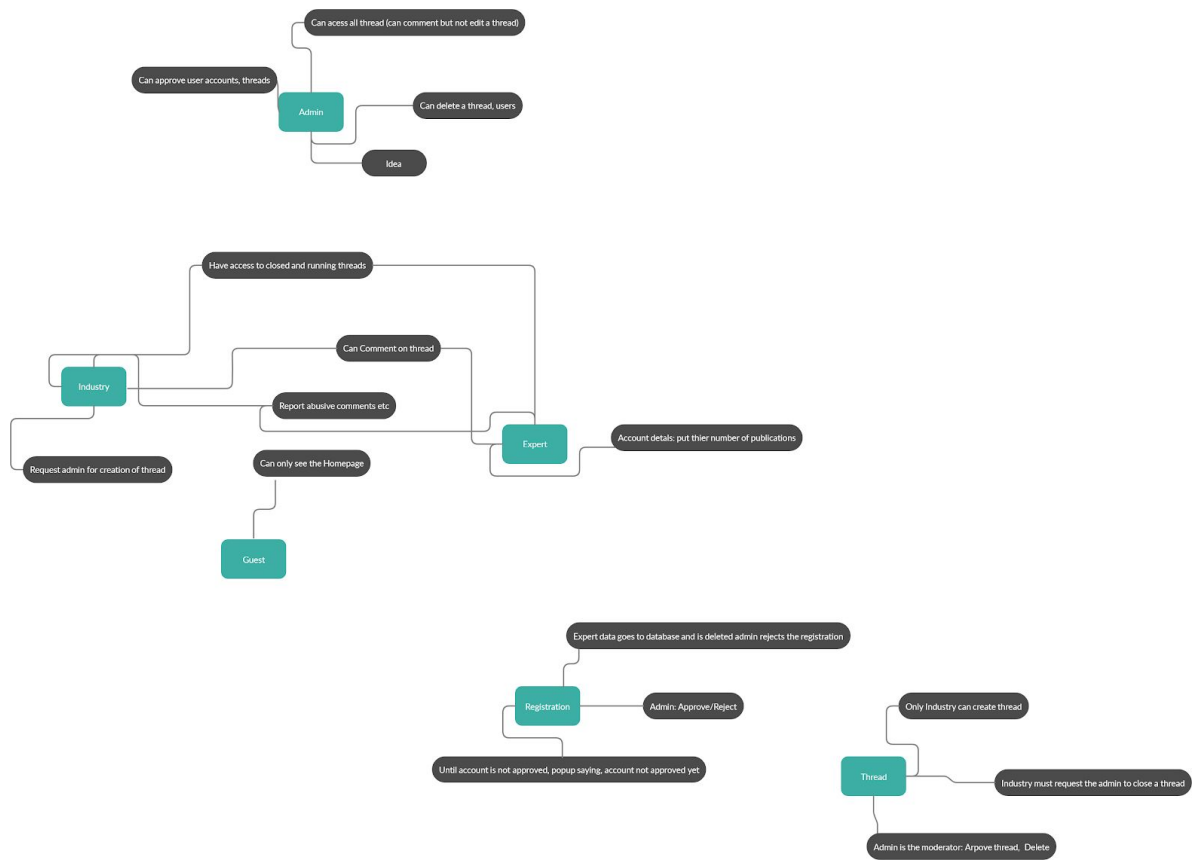 Can acess all thread (can comment but not edit a thread)
Can approve user accounts, threads
Admin
Can delete a thread, users
Idea
Have access to closed and running threads
Can Comment on thread
Industry
Report abusive comments etc
Expert
Account detals: put thier number of publications
Request admin for creation of thread
Can only see the Homepage
Guest
Expert data goes to database and is deleted admin rejects the registration
Registration
Admin: Approve/Reject
Only Industry can create thread
Until account is not approved, popup saying, account not approved yet
Thread
Industry must request the admin to close a thread
Admin is the moderator: Arpove thread, Delete